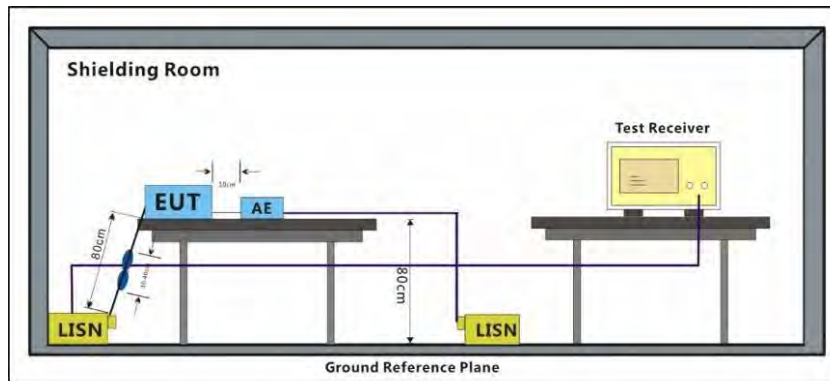 Shielding Room
Test Receiver
10cm
EUT
AE
80cm
80cm
LISN
LISN
Ground Reference Plane